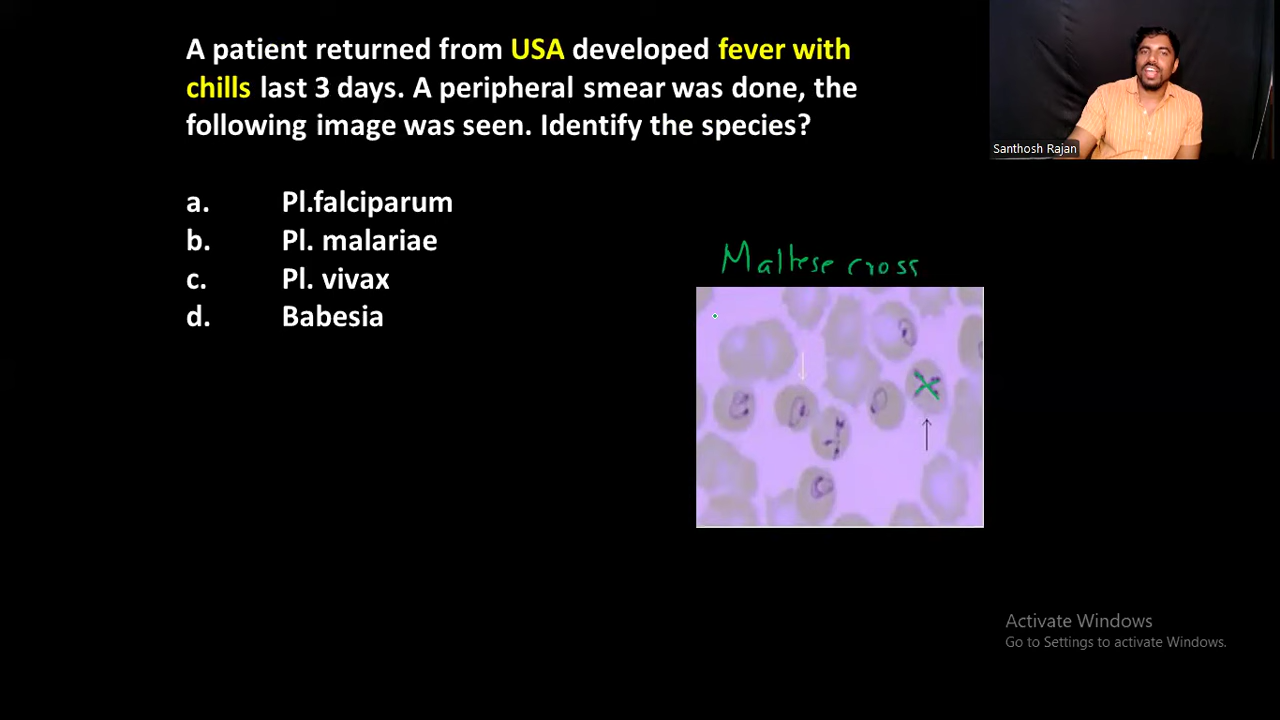 A patient returned from USA developed fever with
chills last 3 days. A peripheral smear was done, the
following image was seen. Identify the species?
a. Pl.falciparum
b. Pl. malariae
c. Pl. vivax
d. Babesia
Maltese cross
Santhosh Rajan
Activate Windows
Go to Settings to activate Windows.